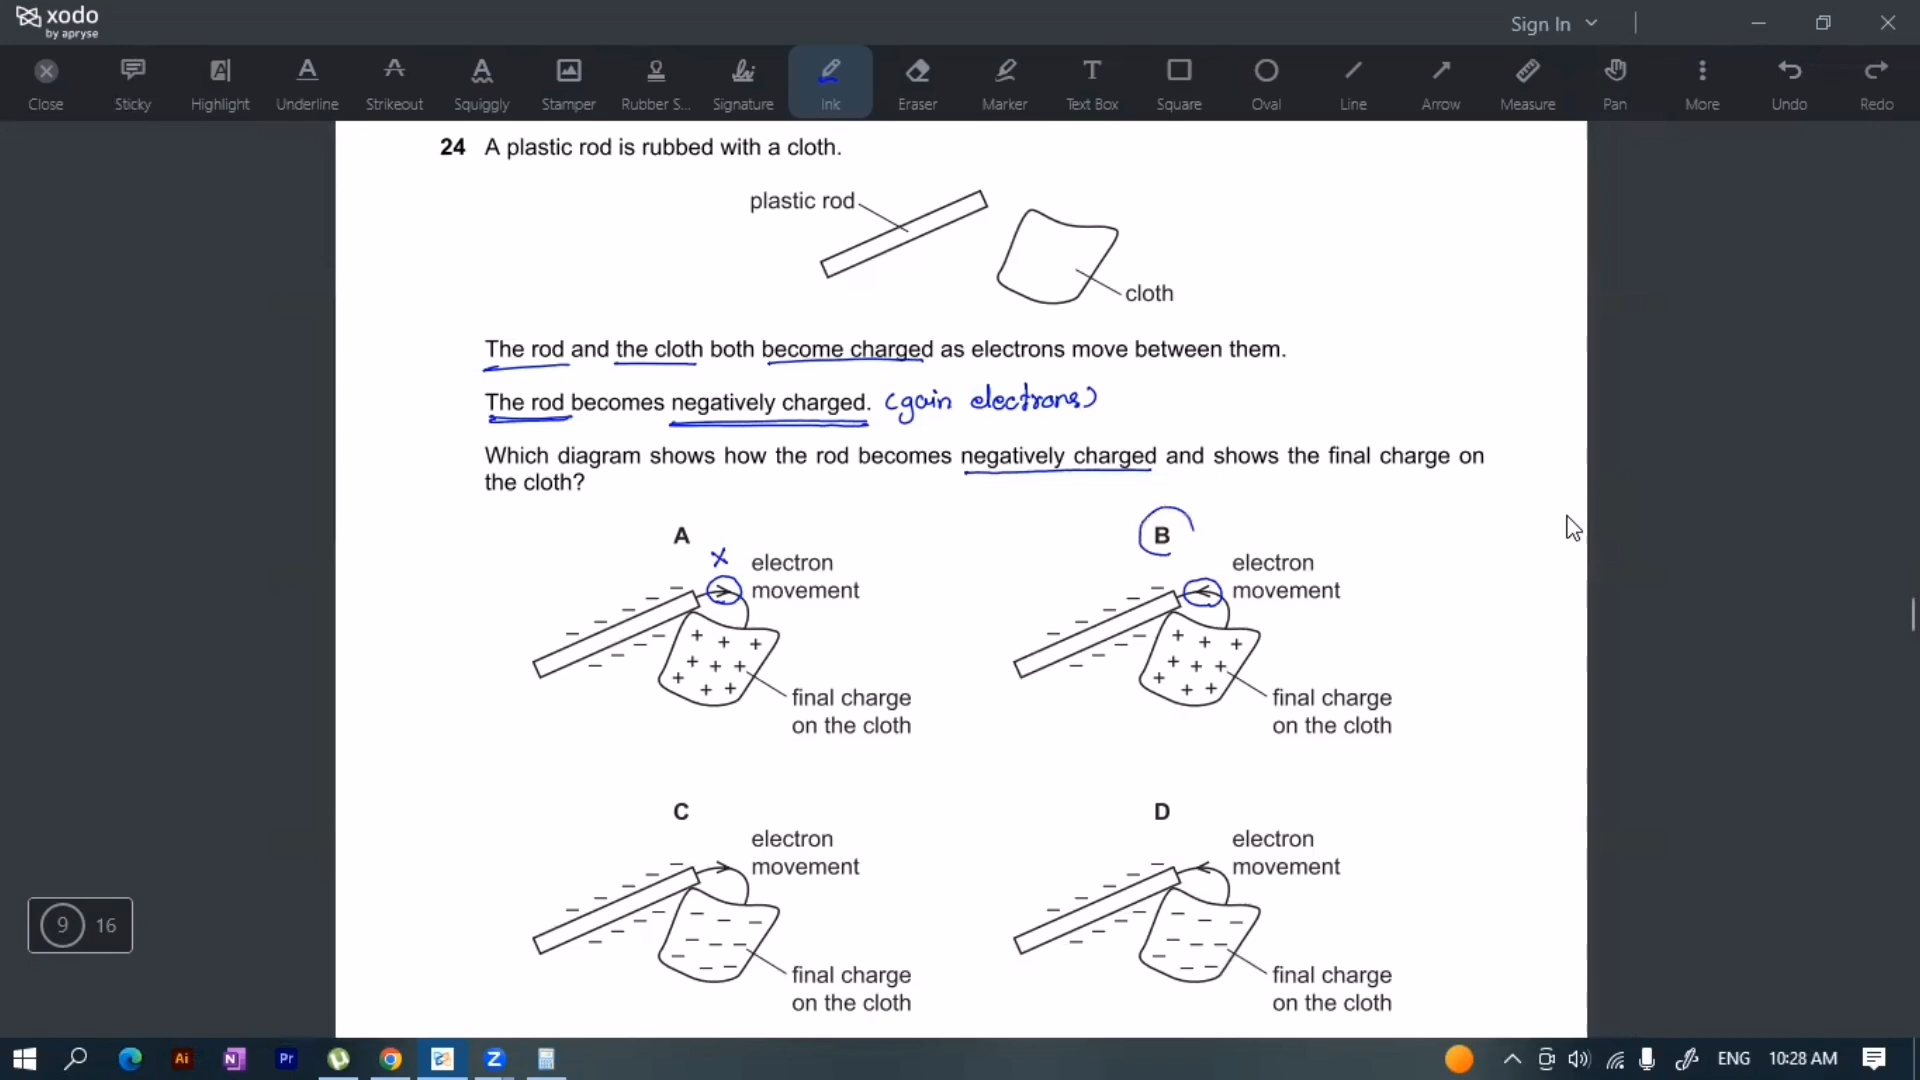 xodo
by apryse
Sign In
Close
Sticky
Highlight
Underline
Strikeout
Squiggly
Stamper
Rubber S...
Signature
Ink
Eraser
Marker
Text Box
Square
Oval
Line
Arrow
Measure
Pan
More
Undo
Redo
24 A plastic rod is rubbed with a cloth.
plastic rod
cloth
The rod and the cloth both become charged as electrons move between them.
The rod becomes negatively charged. (gain electrons)
Which diagram shows how the rod becomes negatively charged and shows the final charge on
the cloth?
A
x
electron
movement
final charge
on the cloth
B
electron
movement
final charge
on the cloth
C
electron
movement
final charge
on the cloth
D
electron
movement
final charge
on the cloth
9 16
Ai
N
Pr
Z
ENG
10:28 AM